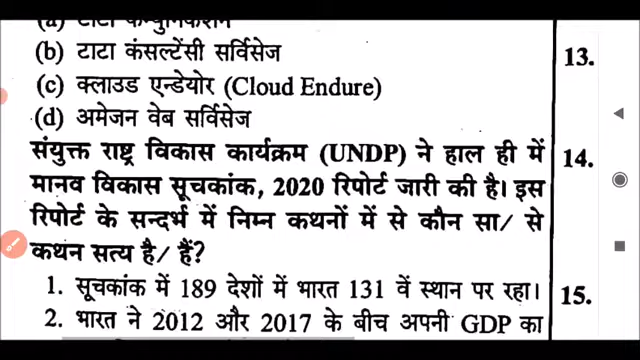 (a) टाटा कम्युनिकेशन
(b) टाटा कंसल्टेंसी सर्विसेज
13.
(c) क्लाउड एन्डेयोर (Cloud Endure)
(d) अमेजन वेब सर्विसेज
संयुक्त राष्ट्र विकास कार्यक्रम (UNDP) ने हाल ही में
14.
मानव विकास सूचकांक, 2020 रिपोर्ट जारी की है। इस
रिपोर्ट के सन्दर्भ में निम्न कथनों में से कौन सा/ से
कथन सत्य है/ हैं?
1. सूचकांक में 189 देशों में भारत 131 वें स्थान पर रहा।
15.
2. भारत ने 2012 और 2017 के बीच अपनी GDP का